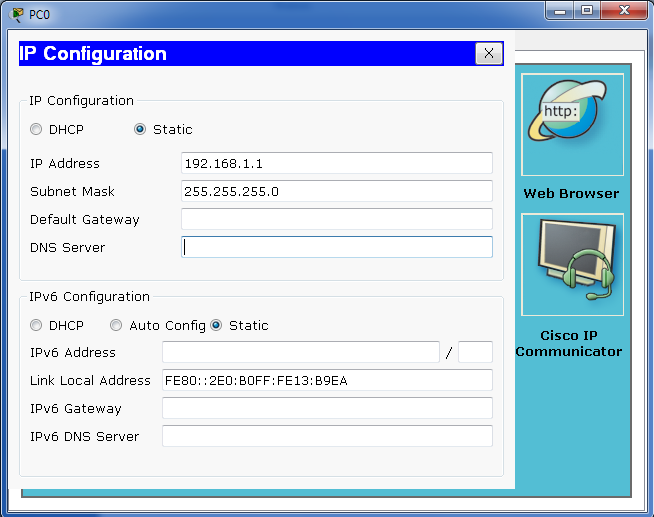 PC0
IP Configuration
X
IP Configuration
DHCP Static
IP Address 192.168.1.1
Subnet Mask 255.255.255.0
Default Gateway
DNS Server
IPv6 Configuration
DHCP Auto Config Static
IPv6 Address /
Link Local Address FE80::2E0:B0FF:FE13:B9EA
IPv6 Gateway
IPv6 DNS Server
http:
Web Browser
Cisco IP
Communicator